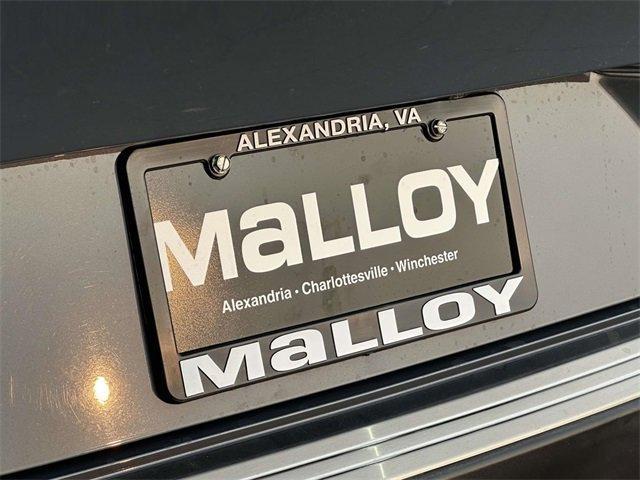 ALEXANDRIA, VA
MaLLOY
Alexandria • Charlottesville • Winchester
MaLLOY